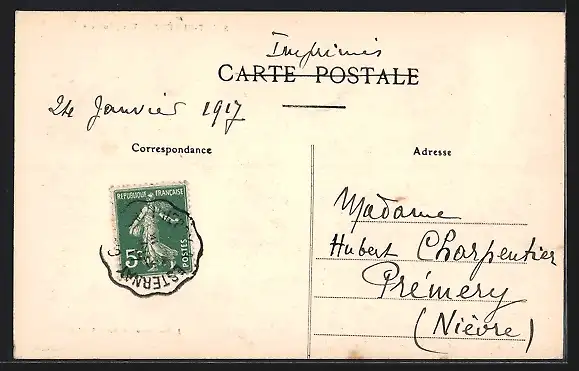 Imprimés
CARTE POSTALE
24 Janvier 1917
Correspondance
Adresse
REPUBLIQUE FRANÇAISE
5c
POSTES
Madame
Hubert Charpentier
Prémery
(Nièvre)